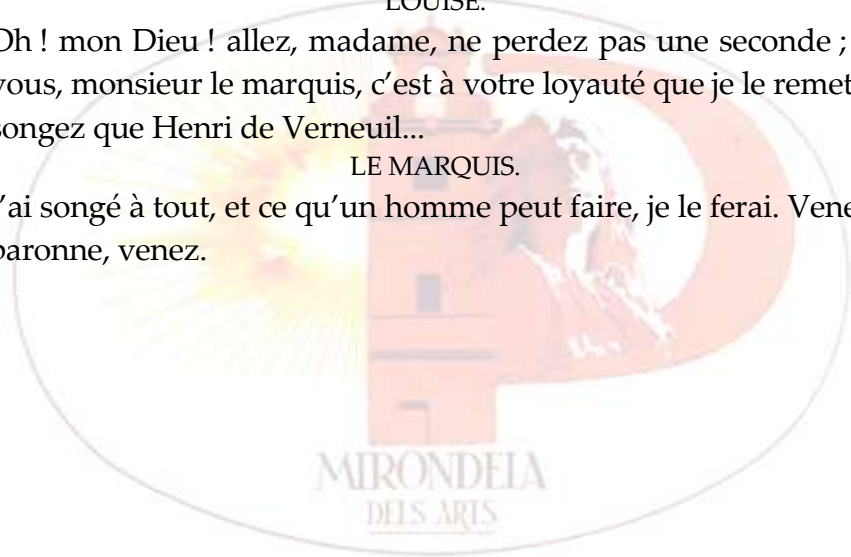 LOUISE.
Oh ! mon Dieu ! allez, madame, ne perdez pas une seconde ;
vous, monsieur le marquis, c’est à votre loyauté que je le remet
songez que Henri de Verneuil...
LE MARQUIS.
J’ai songé à tout, et ce qu’un homme peut faire, je le ferai. Vene
baronne, venez.
MIRONDELA
DELS ARTS